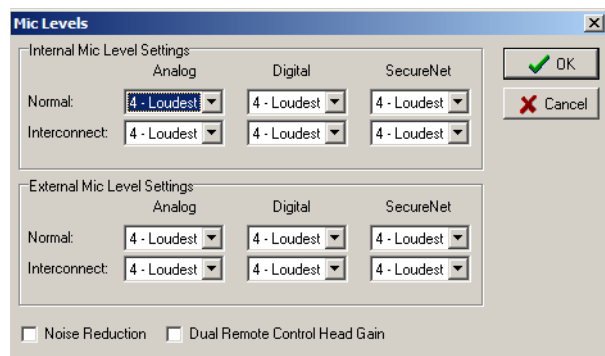 Mic Levels
Internal Mic Level Settings
Analog Digital SecureNet
Normal: 4 - Loudest 4 - Loudest 4 - Loudest
Interconnect: 4 - Loudest 4 - Loudest 4 - Loudest
External Mic Level Settings
Analog Digital SecureNet
Normal: 4 - Loudest 4 - Loudest 4 - Loudest
Interconnect: 4 - Loudest 4 - Loudest 4 - Loudest
Noise Reduction Dual Remote Control Head Gain
OK
Cancel